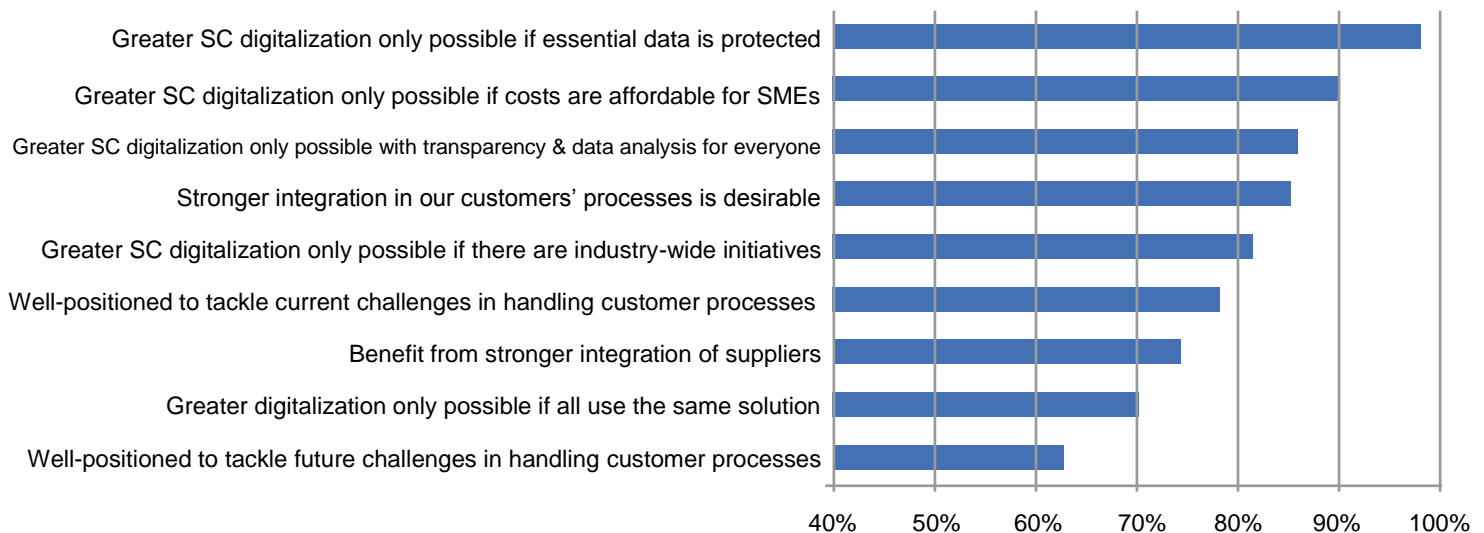 Greater SC digitalization only possible if essential data is protected
Greater SC digitalization only possible if costs are affordable for SMEs
Greater SC digitalization only possible with transparency & data analysis for everyone
Stronger integration in our customers’ processes is desirable
Greater SC digitalization only possible if there are industry-wide initiatives
Well-positioned to tackle current challenges in handling customer processes
Benefit from stronger integration of suppliers
Greater digitalization only possible if all use the same solution
Well-positioned to tackle future challenges in handling customer processes
40% 50% 60% 70% 80% 90% 100%